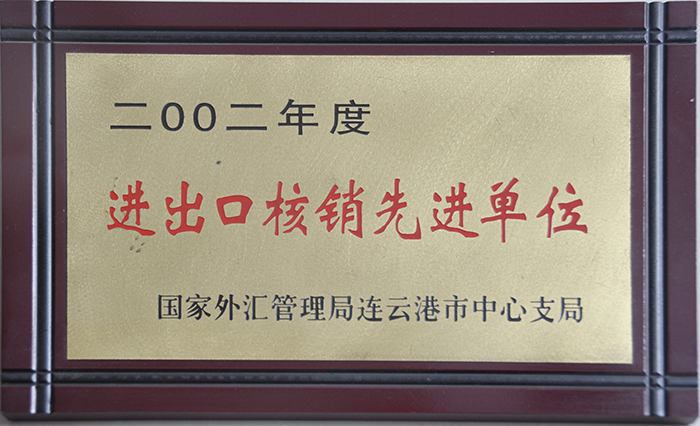 二00二年度
进出口核销先进单位
国家外汇管理局连云港市中心支局